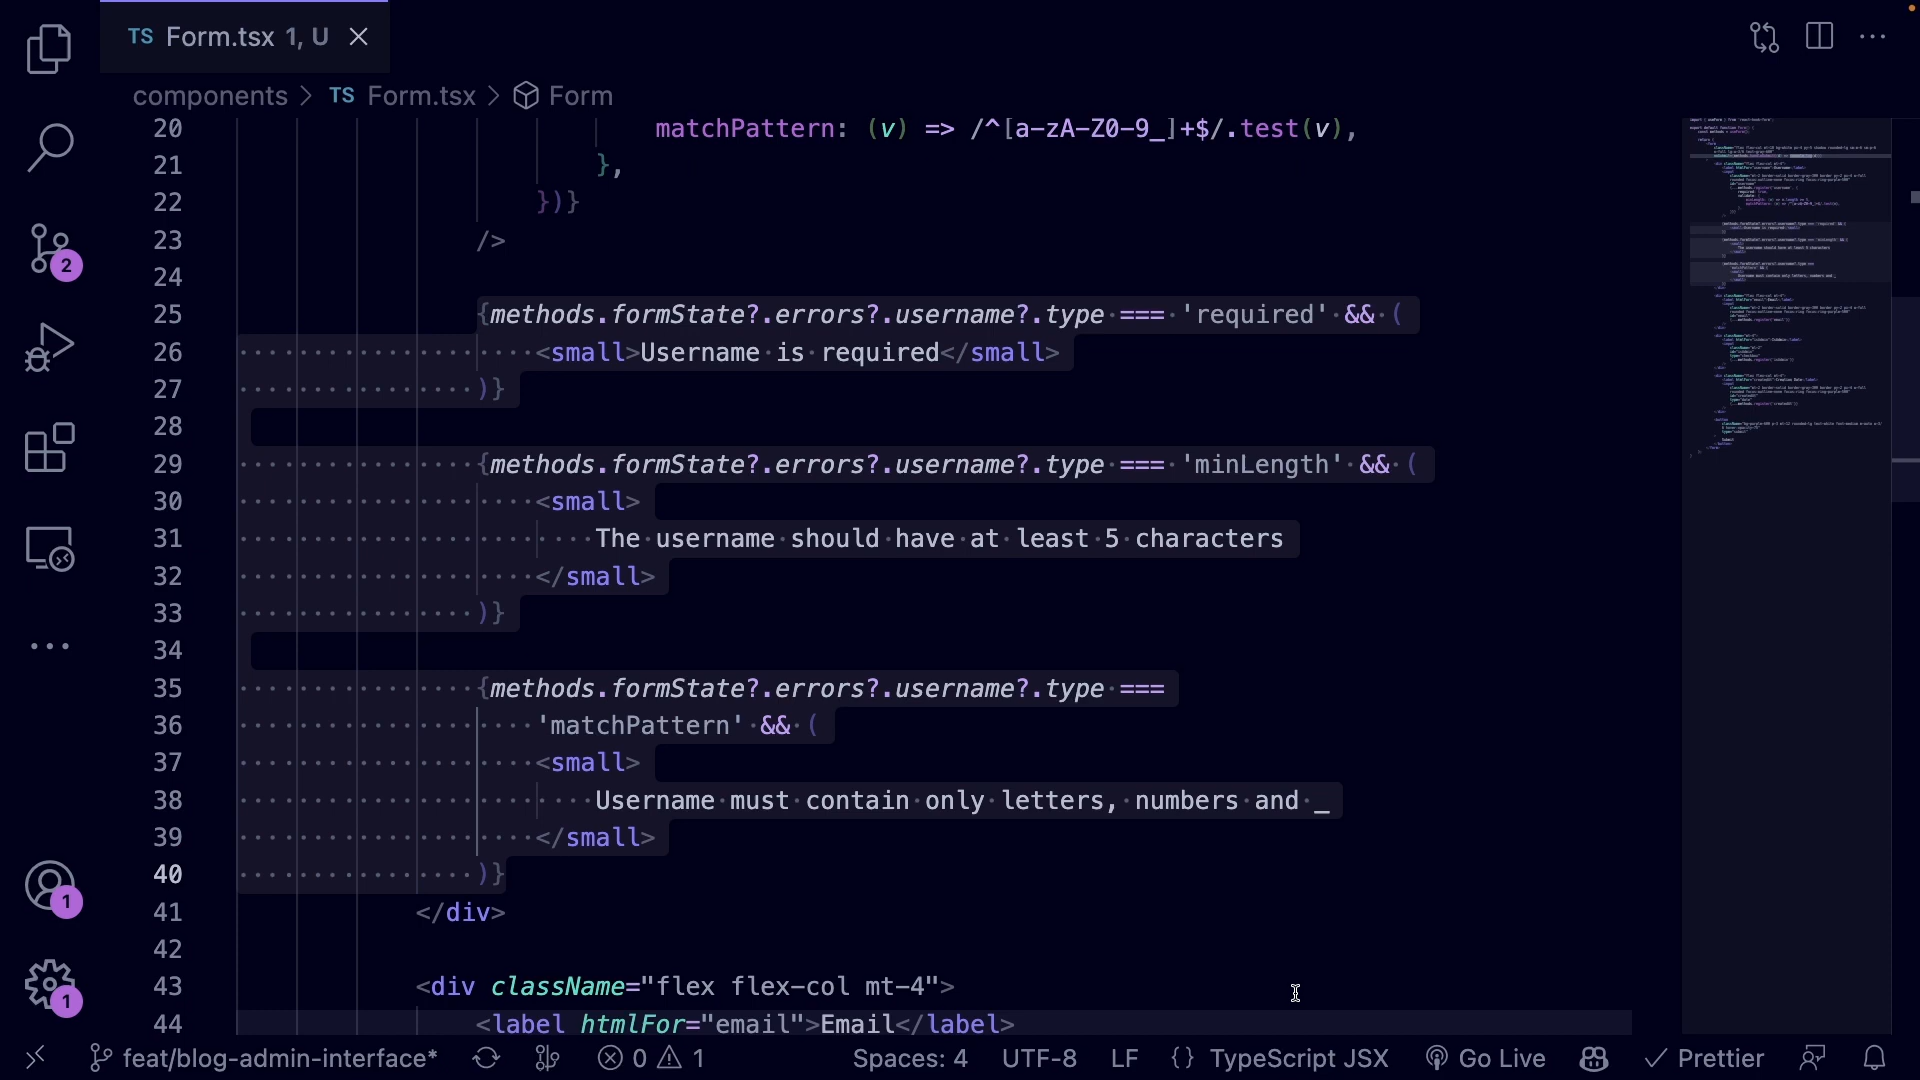 TS Form.tsx 1, U
components > TS Form.tsx > Form
20 matchPattern: (v) => /^[a-zA-Z0-9_]+$/.test(v),
21 },
22 })}
23 />
24
25 {methods.formState?.errors?.username?.type === 'required' && (
26 <small>Username is required</small>
27 )}
28
29 {methods.formState?.errors?.username?.type === 'minLength' && (
30 <small>
31 The username should have at least 5 characters
32 </small>
33 )}
34
35 {methods.formState?.errors?.username?.type ===
36 'matchPattern' && (
37 <small>
38 Username must contain only letters, numbers and _
39 </small>
40 )}
41 </div>
42
43 <div className="flex flex-col mt-4">
44 <label htmlFor="email">Email</label>
2
1
1
feat/blog-admin-interface* 0 1 Spaces: 4 UTF-8 LF {} TypeScript JSX Go Live Prettier